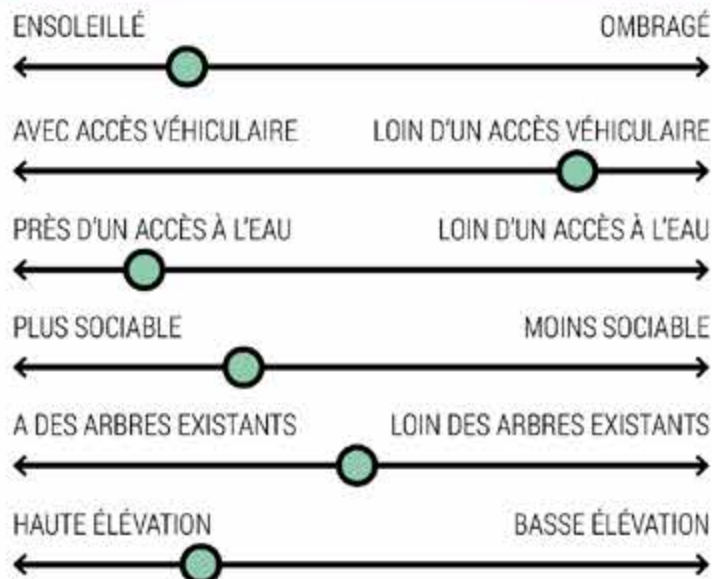 ENSOLEILLÉ OMBRAGÉ
AVEC ACCÈS VÉHICULAIRE LOIN D'UN ACCÈS VÉHICULAIRE
PRÈS D'UN ACCÈS À L'EAU LOIN D'UN ACCÈS À L'EAU
PLUS SOCIABLE MOINS SOCIABLE
A DES ARBRES EXISTANTS LOIN DES ARBRES EXISTANTS
HAUTE ÉLÉVATION BASSE ÉLÉVATION